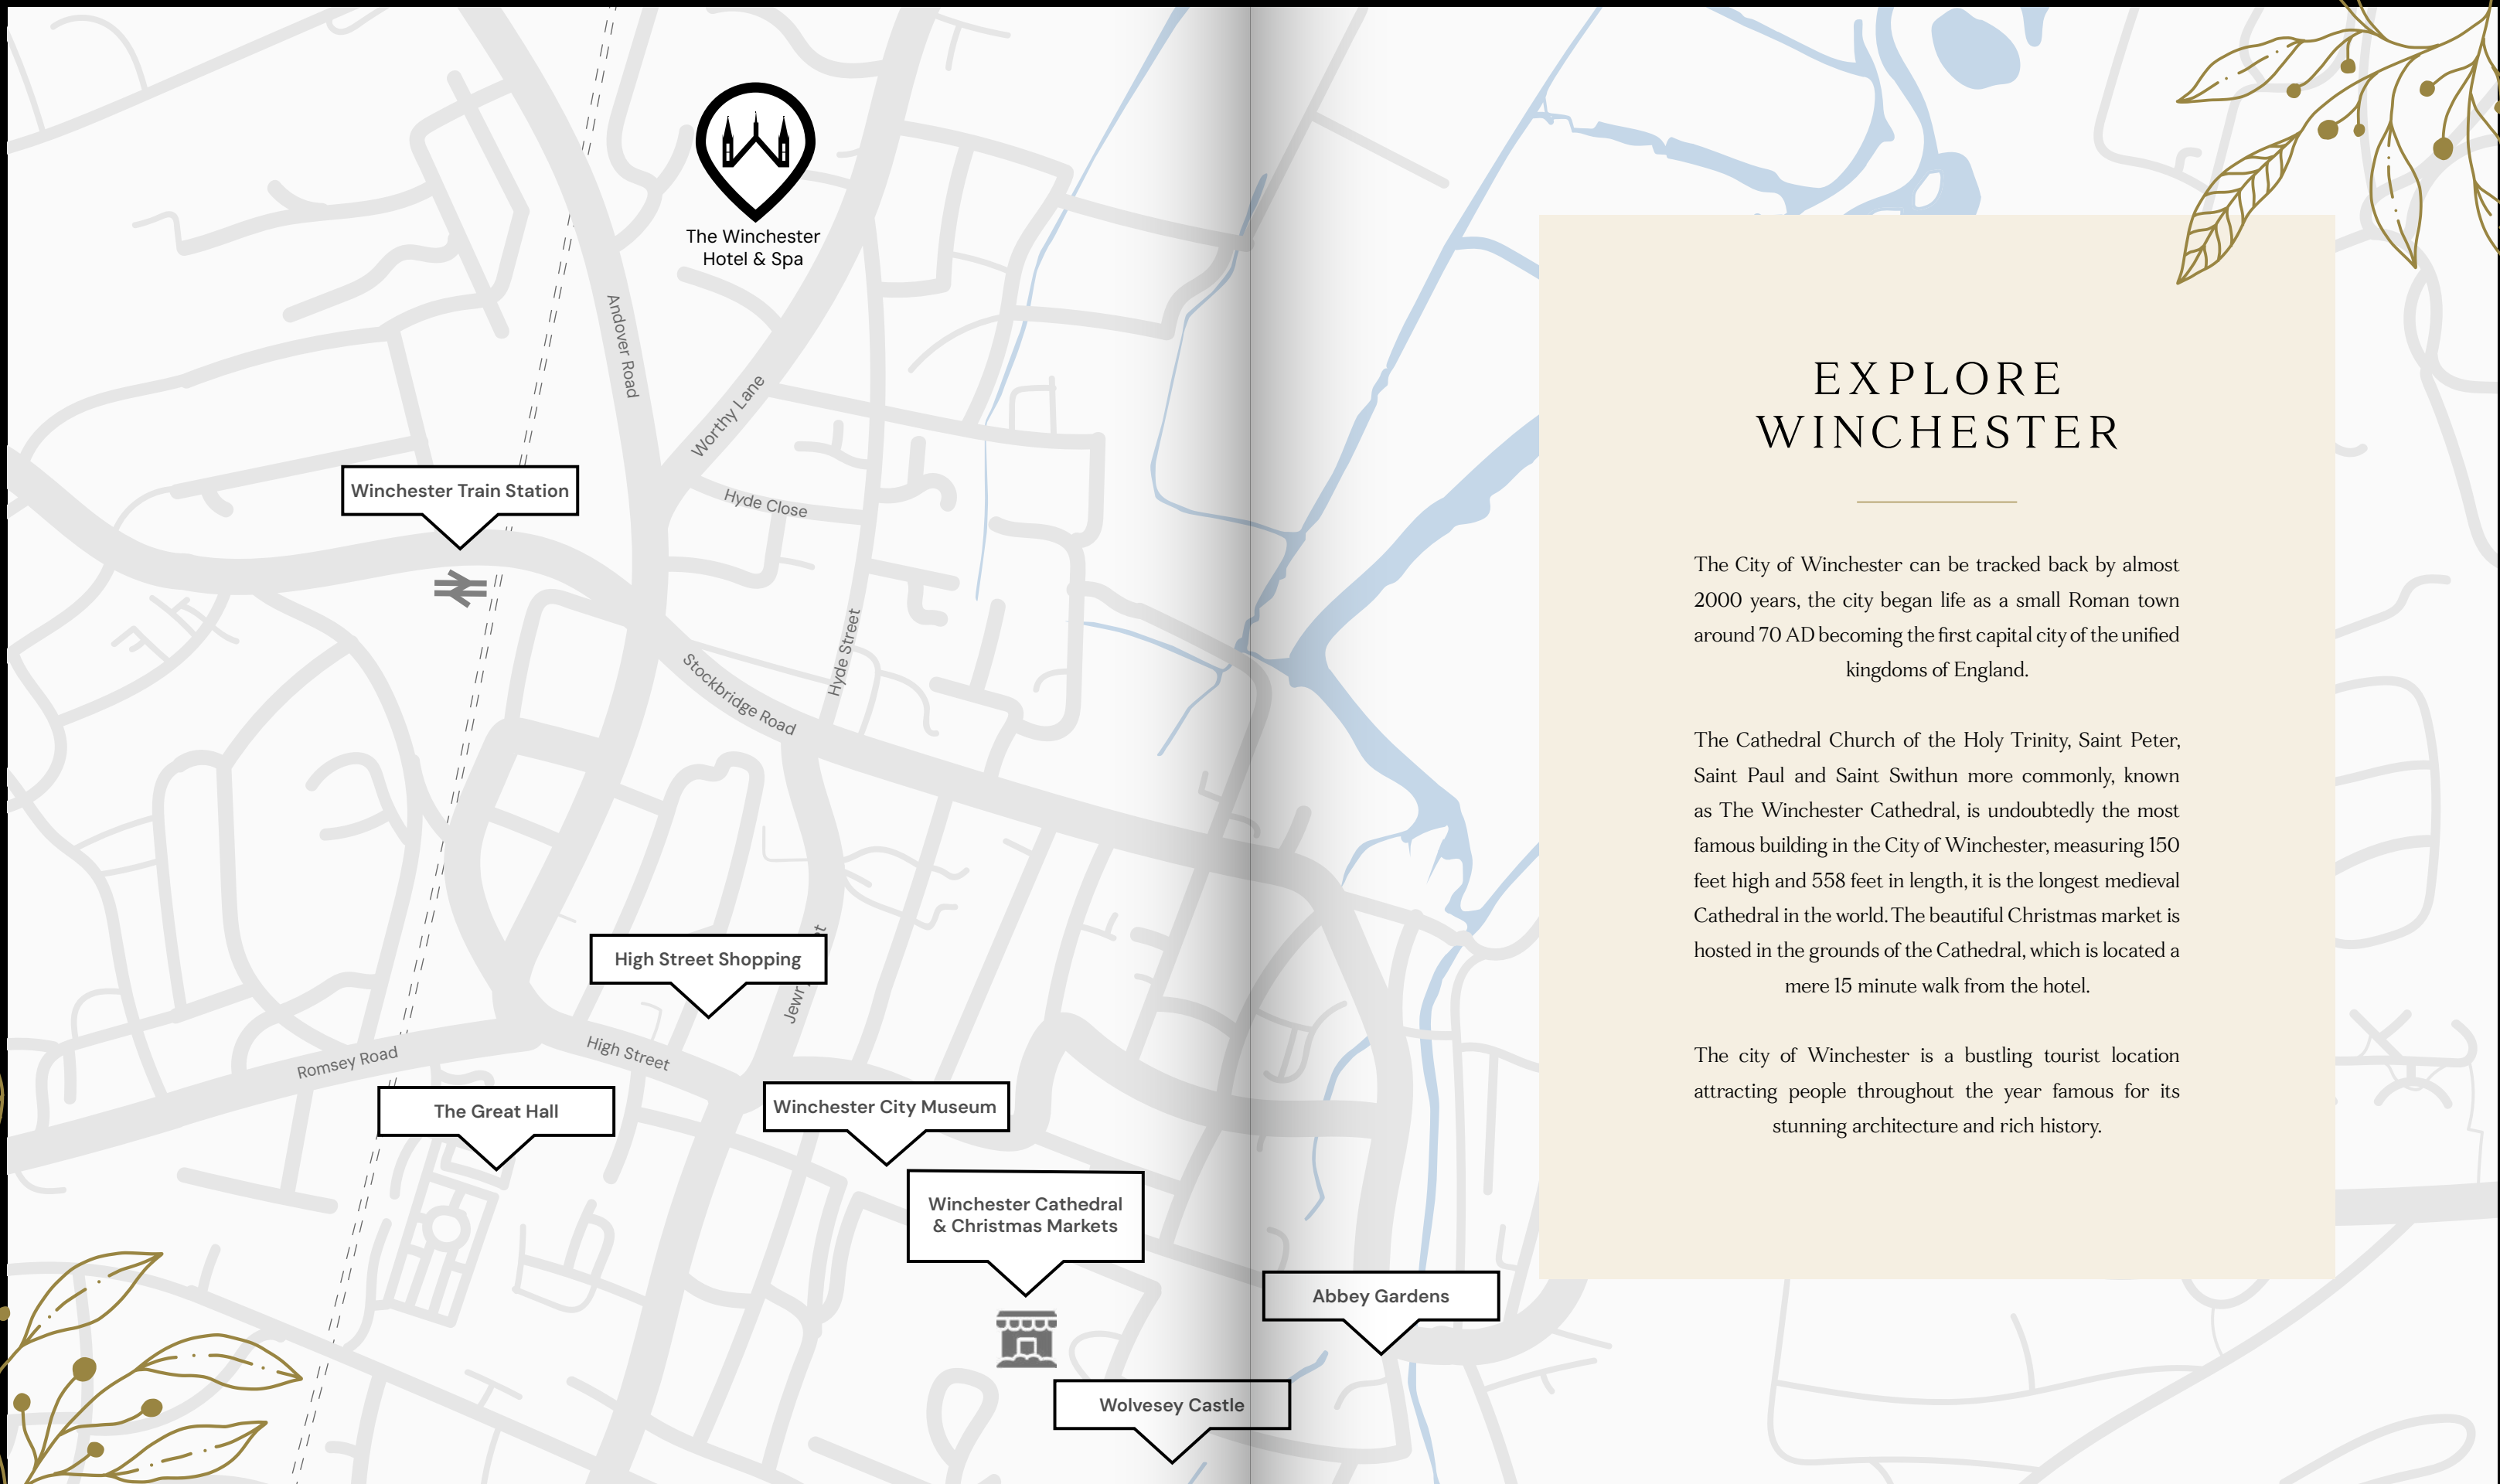 The Winchester
Hotel & Spa
Andover Road
Worthy Lane
Winchester Train Station
Hyde Close
Hyde Street
Stockbridge Road
High Street Shopping
High Street
Romsey Road
The Great Hall
Winchester City Museum
Winchester Cathedral
& Christmas Markets
Abbey Gardens
Wolvesey Castle
EXPLORE
WINCHESTER
The City of Winchester can be tracked back by almost
2000 years, the city began life as a small Roman town
around 70 AD becoming the first capital city of the unified
kingdoms of England.
The Cathedral Church of the Holy Trinity, Saint Peter,
Saint Paul and Saint Swithun more commonly, known
as The Winchester Cathedral, is undoubtedly the most
famous building in the City of Winchester, measuring 150
feet high and 558 feet in length, it is the longest medieval
Cathedral in the world. The beautiful Christmas market is
hosted in the grounds of the Cathedral, which is located a
mere 15 minute walk from the hotel.
The city of Winchester is a bustling tourist location
attracting people throughout the year famous for its
stunning architecture and rich history.